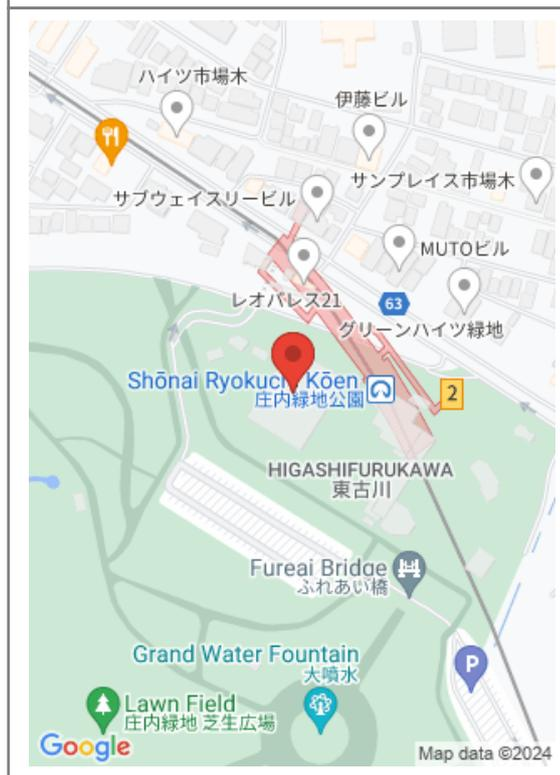 ハイツ市場木
伊藤ビル
サンプレイス市場木
サブウェイスリービル
MUTOビル
レオパレス21
63
グリーンハイツ緑地
Shōnai Ryokuchi Kōen
庄内緑地公園
2
HIGASHIFURUKAWA
東古川
Fureai Bridge
ふれあい橋
Grand Water Fountain
大噴水
P
Lawn Field
庄内緑地 芝生広場
Google
Map data ©2024